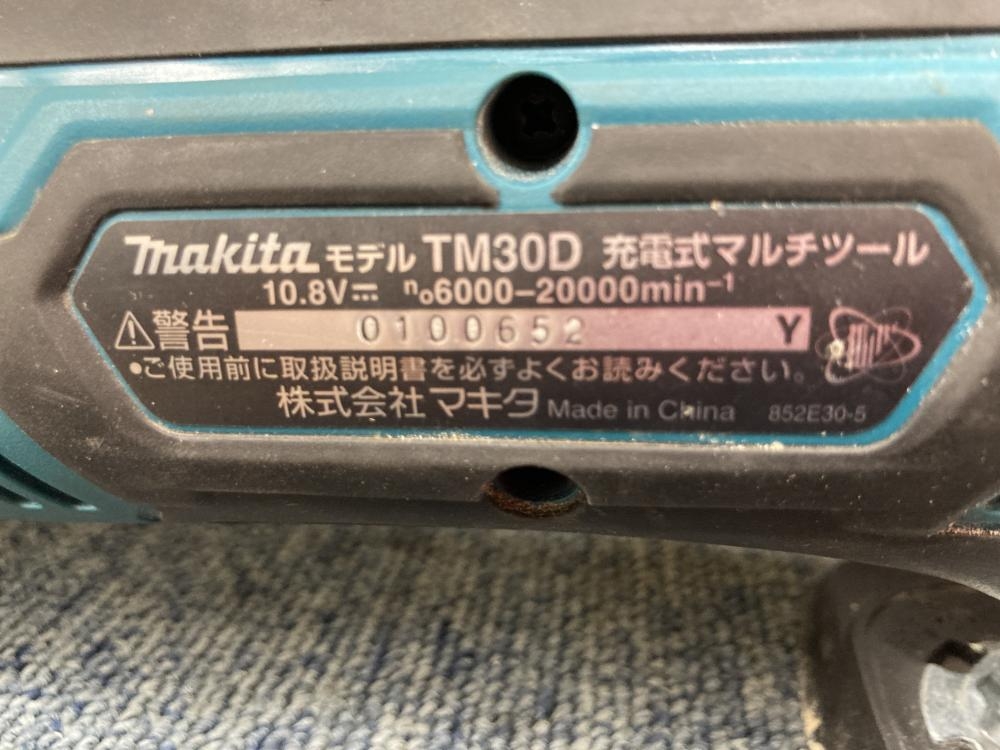 makita モデル TM30D 充電式マルチツール
10.8V⎓ n₀6000–20000min⁻¹
⚠警告 0100652 Y
•ご使用前に取扱説明書を必ずよくお読みください。
株式会社 マキタ Made in China 852E30-5